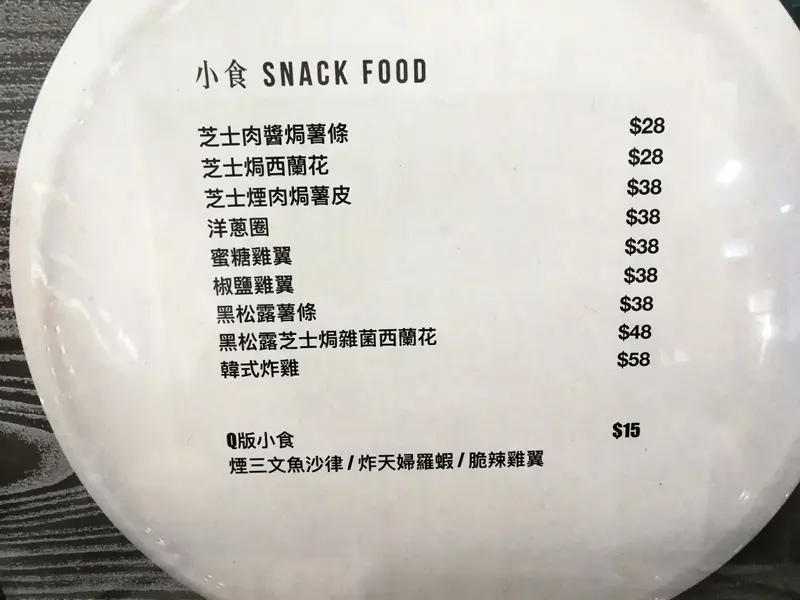 小食 SNACK FOOD
芝士肉醬焗薯條 $28
芝士焗西蘭花 $28
芝士煙肉焗薯皮 $38
洋蔥圈 $38
蜜糖雞翼 $38
椒鹽雞翼 $38
黑松露薯條 $38
黑松露芝士焗雜菌西蘭花 $48
韓式炸雞 $58
Q版小食 $15
煙三文魚沙律 / 炸天婦羅蝦 / 脆辣雞翼